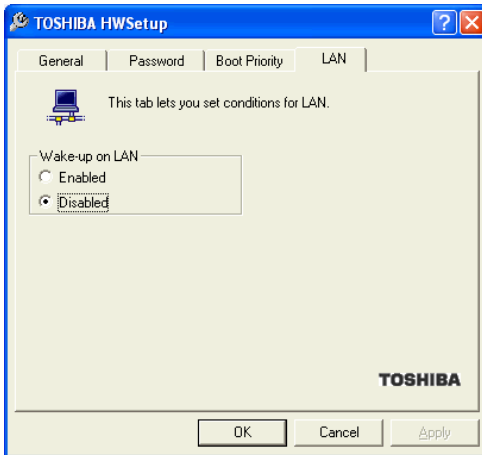 TOSHIBA HWSetup
General Password Boot Priority LAN
This tab lets you set conditions for LAN.
Wake-up on LAN
Enabled
Disabled
TOSHIBA
OK Cancel Apply